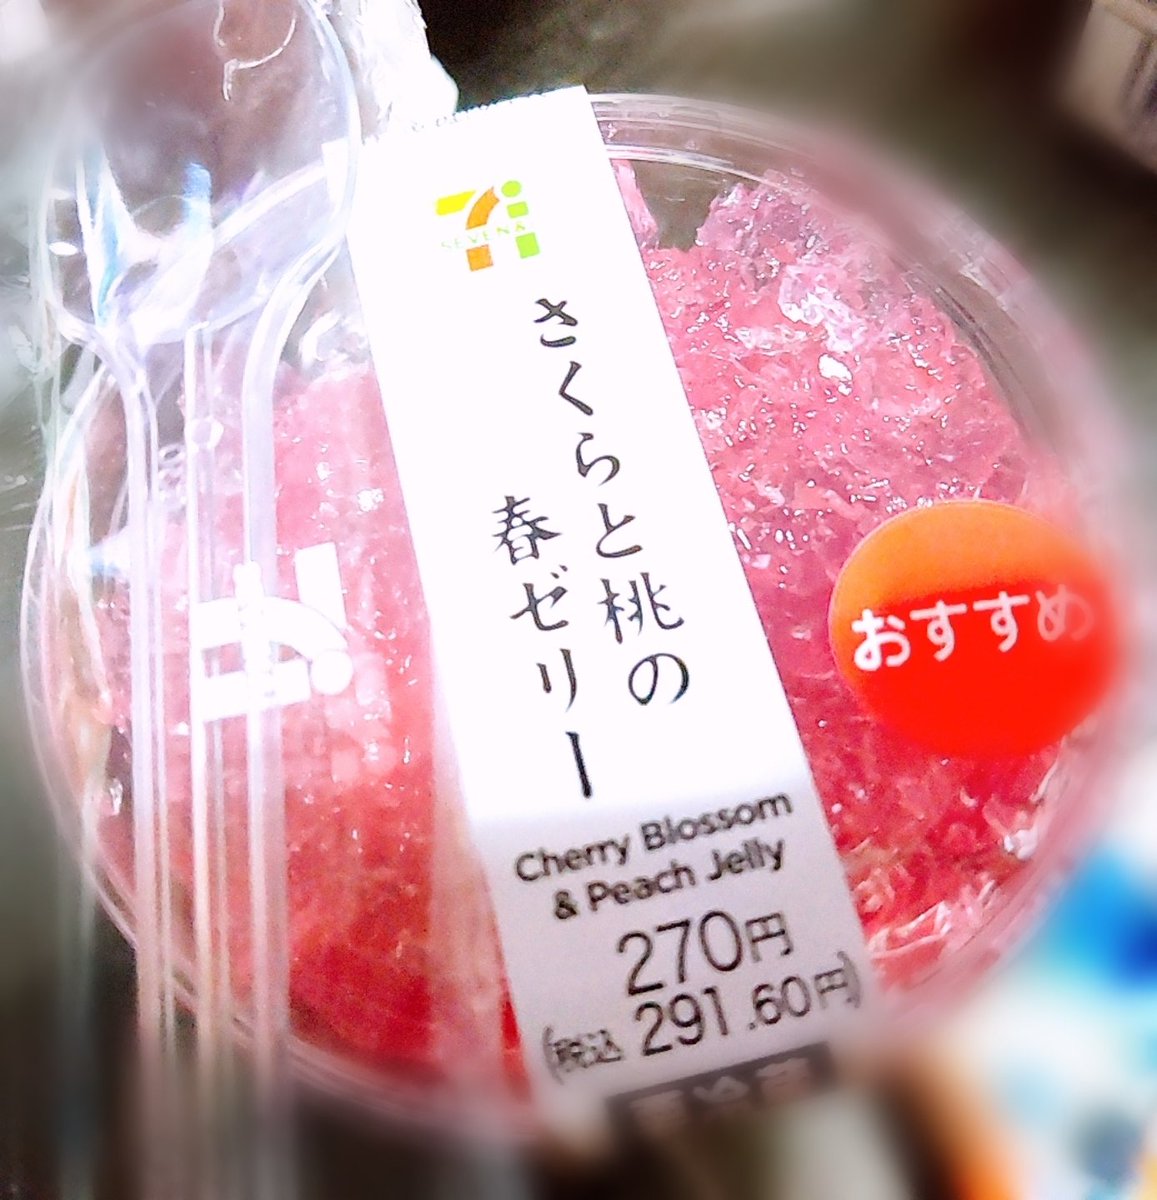 SEVEN &
さくらと桃の
春ゼリー
Cherry Blossom
& Peach Jelly
270円
(税込 291.60円)
おすすめ